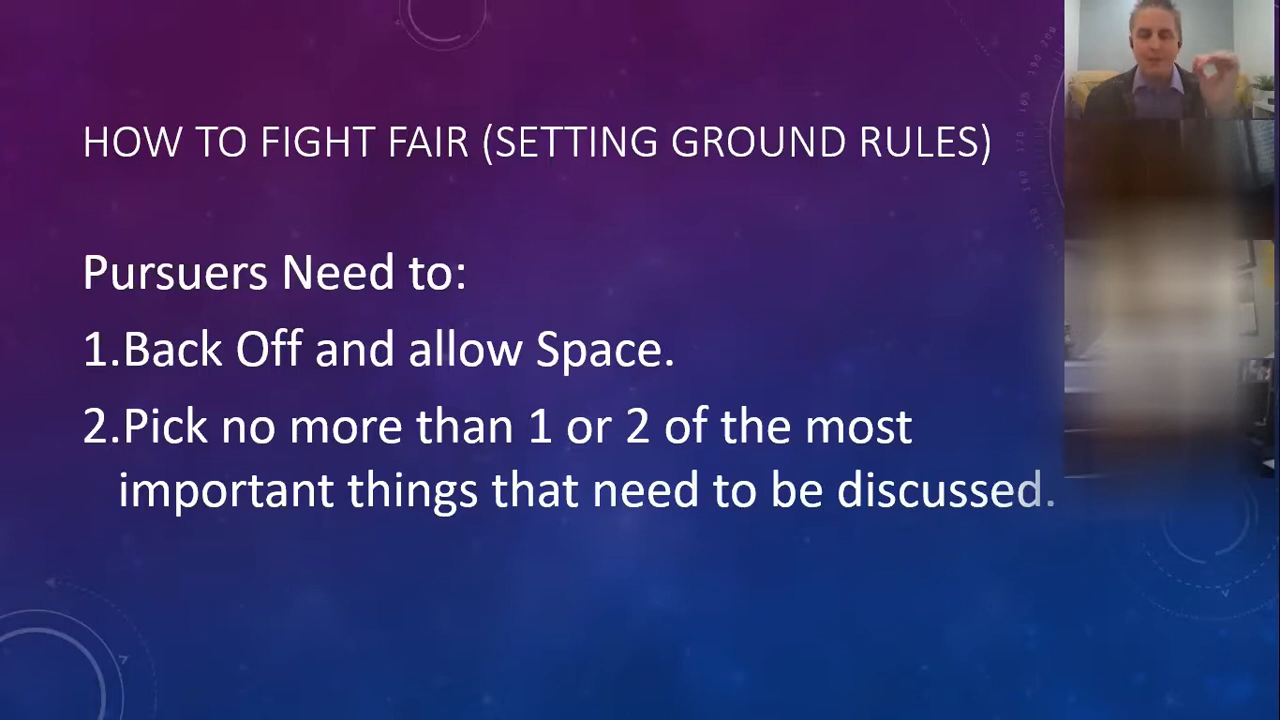 HOW TO FIGHT FAIR (SETTING GROUND RULES)
Pursuers Need to:
1.Back Off and allow Space.
2.Pick no more than 1 or 2 of the most
important things that need to be discussed.